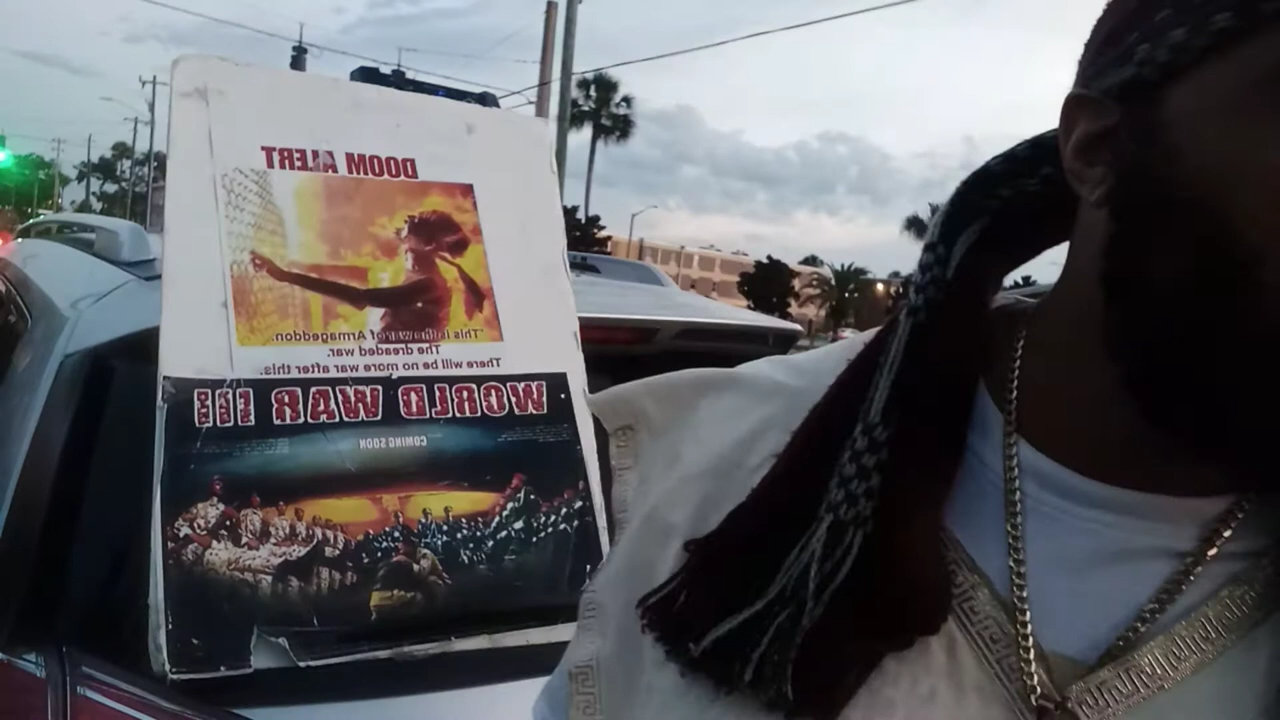 DOOM ALERT
"This is the war of Armageddon.
The dreaded war.
There will be no more war after this.
WORLD WAR III
COMING SOON